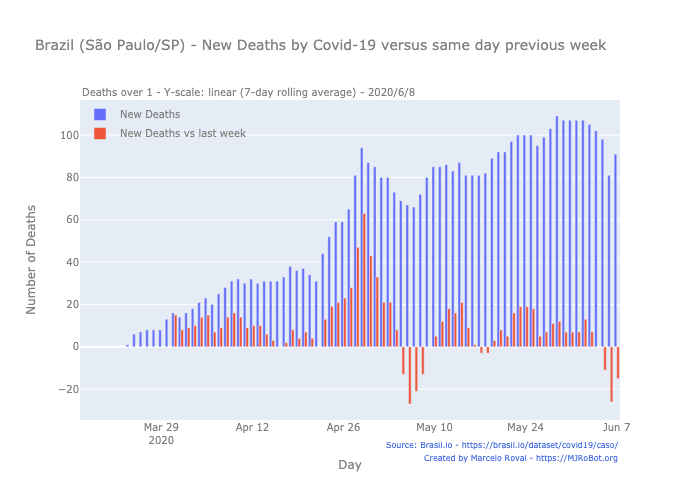 Brazil (São Paulo/SP) - New Deaths by Covid-19 versus same day previous week
Deaths over 1 - Y-scale: linear (7-day rolling average) - 2020/6/8
New Deaths
New Deaths vs last week
100
80
60
40
20
0
−20
Number of Deaths
Mar 29
2020
Apr 12
Apr 26
May 10
May 24
Jun 7
Source: Brasil.io - https://brasil.io/dataset/covid19/caso/
Created by Marcelo Rovai - https://MJRoBot.org
Day